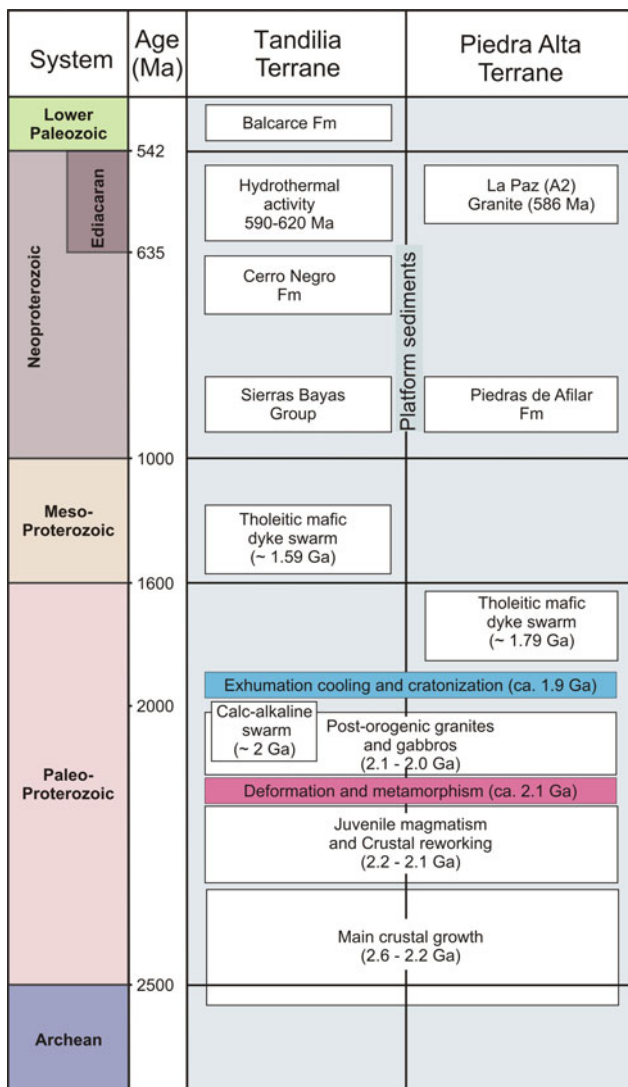 System
Age
(Ma)
Tandilia
Terrane
Piedra Alta
Terrane
Lower
Paleozoic
Balcarce Fm
542
Neoproterozoic
Ediacaran
Hydrothermal
activity
590-620 Ma
La Paz (A2)
Granite (586 Ma)
635
Cerro Negro
Fm
Platform sediments
Sierras Bayas
Group
Piedras de Afilar
Fm
1000
Meso-
Proterozoic
Tholeitic mafic
dyke swarm
(~ 1.59 Ga)
1600
Tholeitic mafic
dyke swarm
(~ 1.79 Ga)
Exhumation cooling and cratonization (ca. 1.9 Ga)
2000
Calc-alkaline
swarm
(~ 2 Ga)
Post-orogenic granites
and gabbros
(2.1 - 2.0 Ga)
Paleo-
Proterozoic
Deformation and metamorphism (ca. 2.1 Ga)
Juvenile magmatism
and Crustal reworking
(2.2 - 2.1 Ga)
Main crustal growth
(2.6 - 2.2 Ga)
2500
Archean